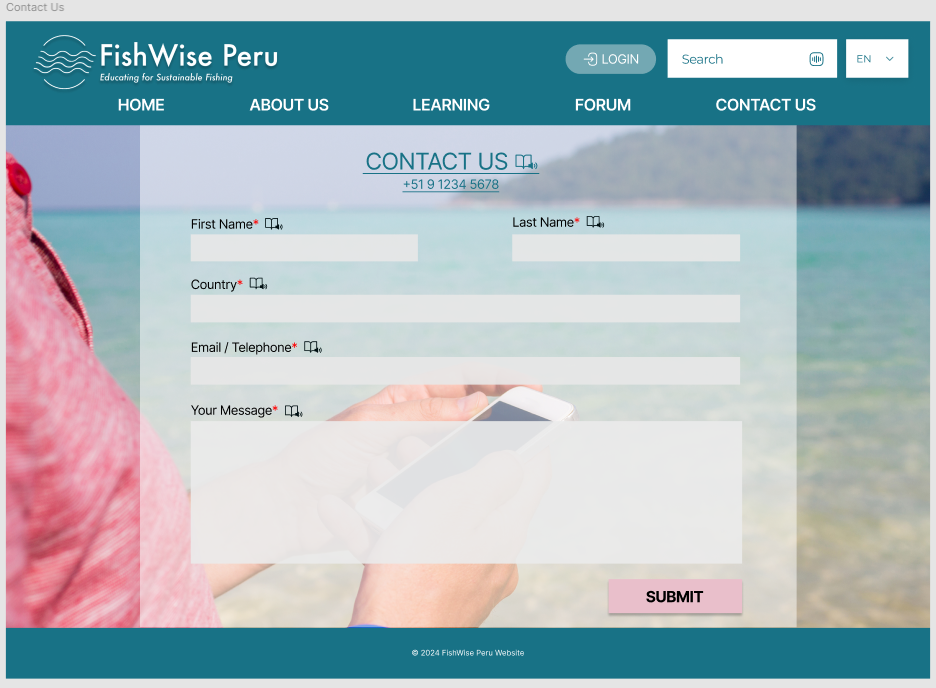 Contact Us
FishWise Peru
Educating for Sustainable Fishing
LOGIN
Search
EN
HOME
ABOUT US
LEARNING
FORUM
CONTACT US
CONTACT US
+51 9 1234 5678
First Name*
Last Name*
Country*
Email / Telephone*
Your Message*
SUBMIT
© 2024 FishWise Peru Website